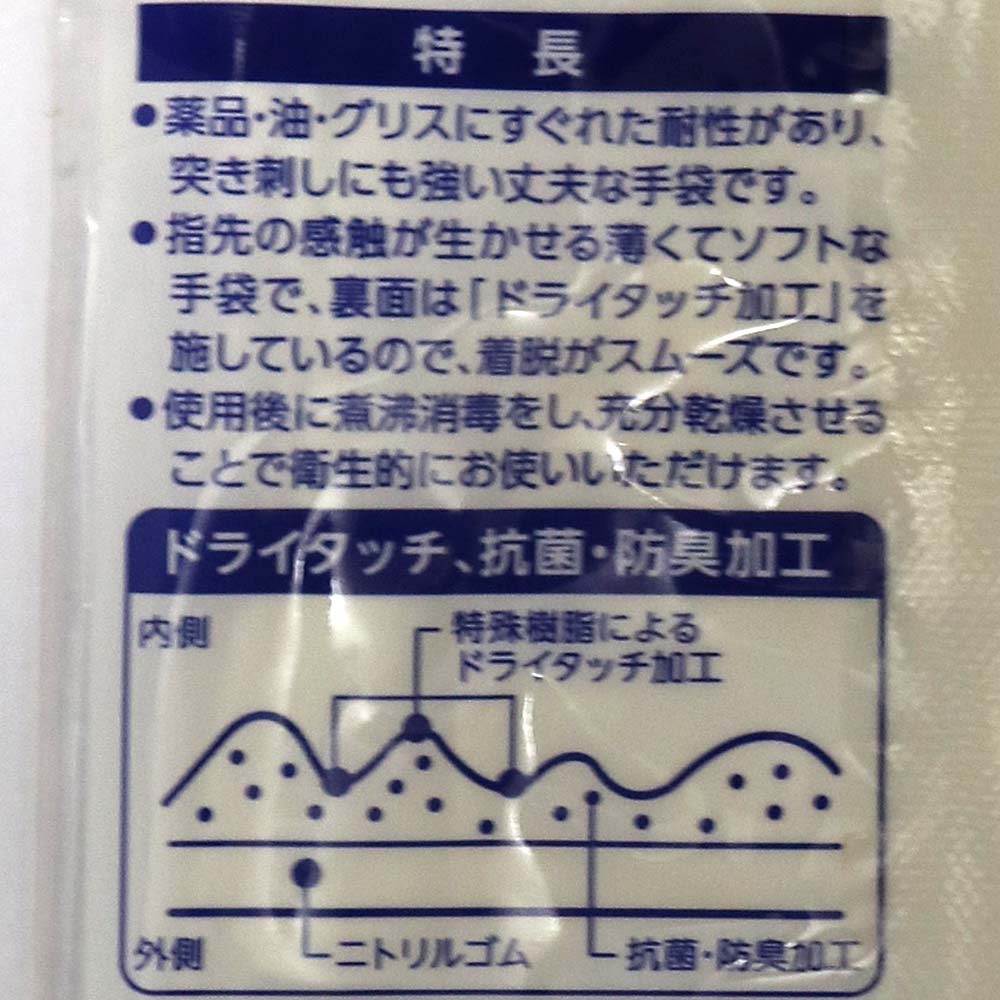 特長
●薬品・油・グリスにすぐれた耐性があり、
突き刺しにも強い丈夫な手袋です。
●指先の感触が生かせる薄くてソフトな
手袋で、裏面は「ドライタッチ加工」を
施しているので、着脱がスムーズです。
●使用後に煮沸消毒をし、充分乾燥させる
ことで衛生的にお使いいただけます。
ドライタッチ、抗菌・防臭加工
内側
特殊樹脂による
ドライタッチ加工
外側
ニトリルゴム
抗菌・防臭加工